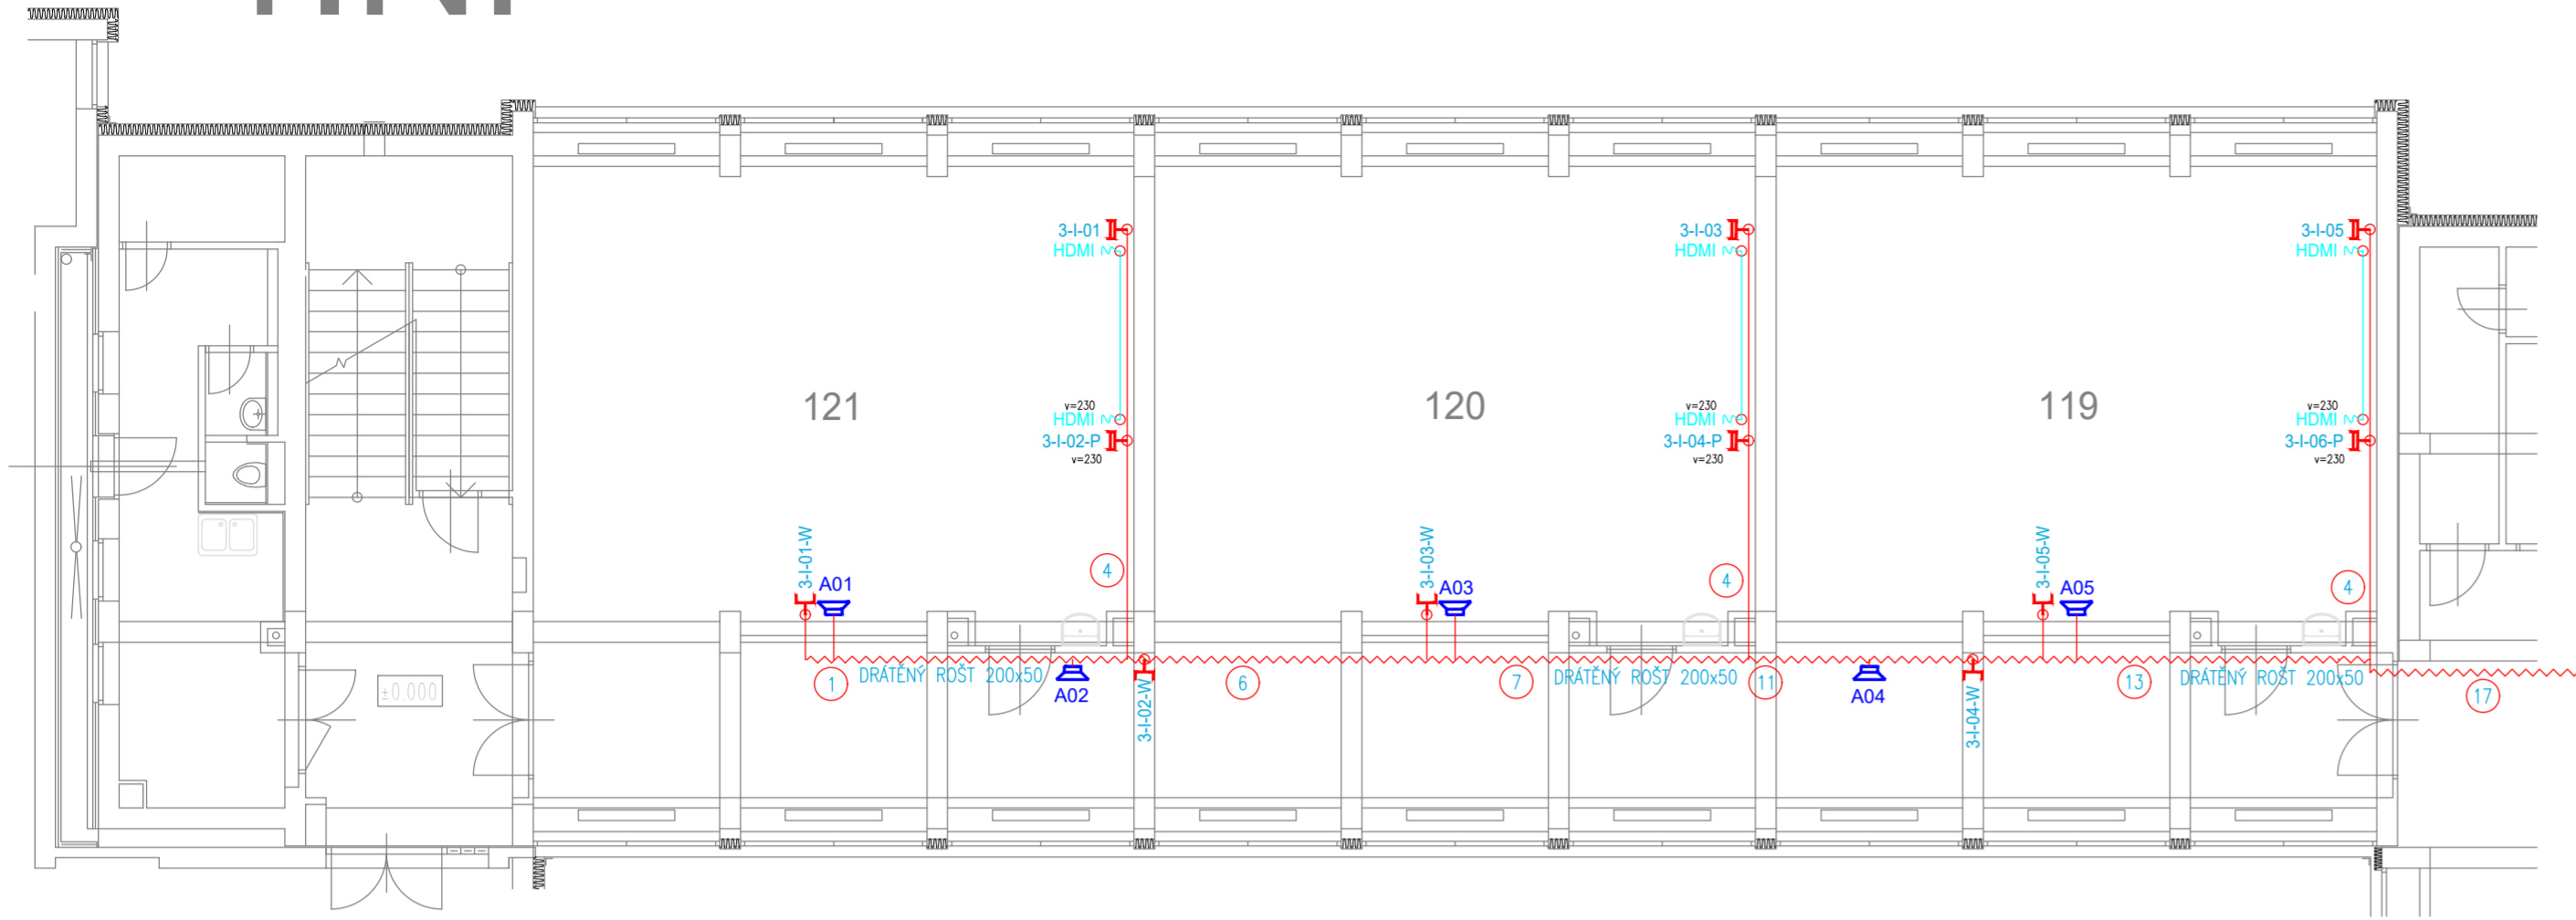 3-I-01
HDMI
3-I-03
HDMI
3-I-05
HDMI
121
120
119
v=230
HDMI
3-I-02-P
v=230
v=230
HDMI
3-I-04-P
v=230
v=230
HDMI
3-I-06-P
v=230
3-I-01-W
A01
4
3-I-03-W
A03
4
3-I-05-W
A05
4
±0.000
1
DRÁTĚNÝ ROŠT 200x50
A02
3-I-02-W
6
7
DRÁTĚNÝ ROŠT 200x50
11
A04
3-I-04-W
13
DRÁTĚNÝ ROŠT 200x50
17